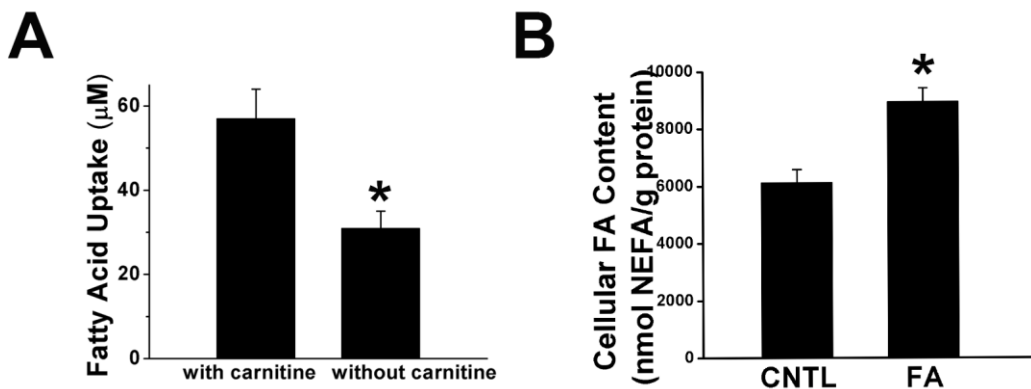 A
Fatty Acid Uptake (μM)
60
40
20
0
*
with carnitine without carnitine
B
Cellular FA Content
(nmol NEFA/g protein)
10000
8000
6000
4000
2000
0
*
CNTL FA